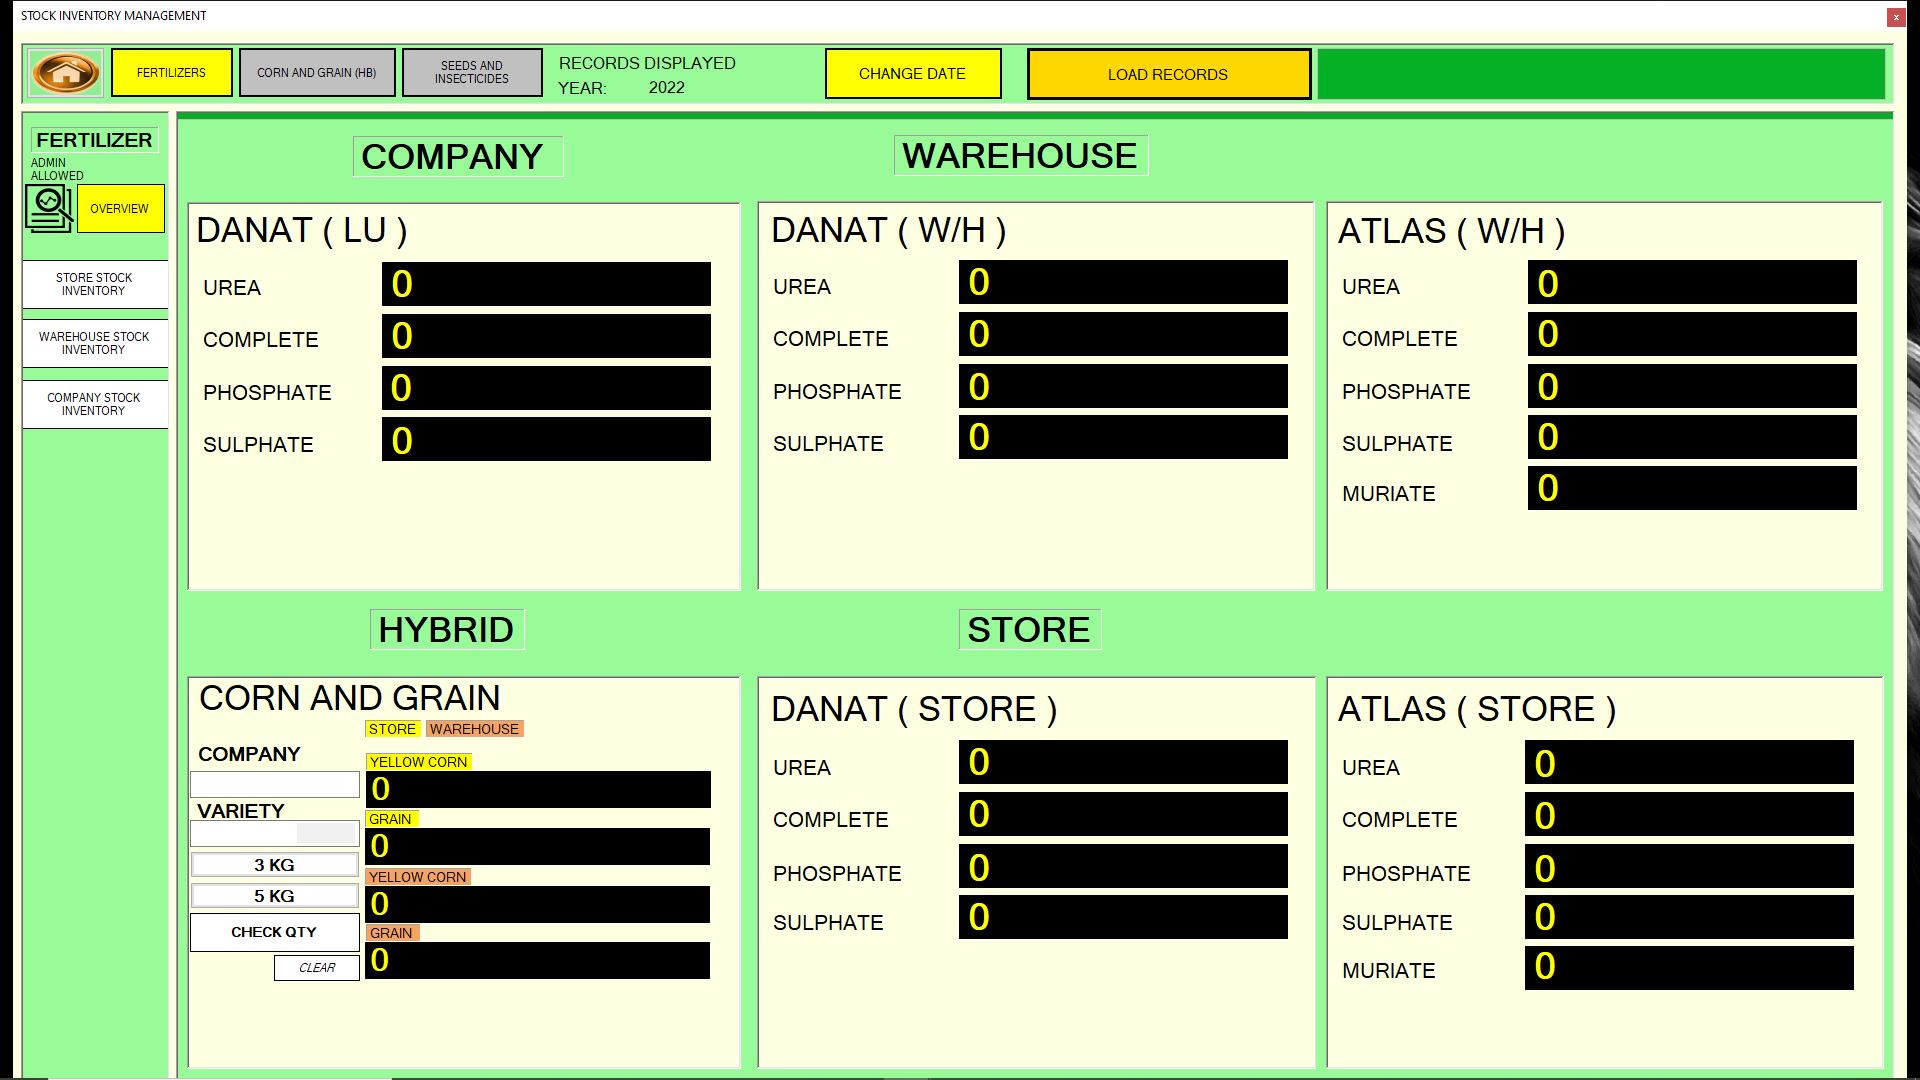 STOCK INVENTORY MANAGEMENT
x
FERTILIZERS
CORN AND GRAIN (HB)
SEEDS AND
INSECTICIDES
RECORDS DISPLAYED
YEAR: 2022
CHANGE DATE
LOAD RECORDS
FERTILIZER
ADMIN
ALLOWED
OVERVIEW
STORE STOCK
INVENTORY
WAREHOUSE STOCK
INVENTORY
COMPANY STOCK
INVENTORY
COMPANY
DANAT ( LU )
UREA 0
COMPLETE 0
PHOSPHATE 0
SULPHATE 0
WAREHOUSE
DANAT ( W/H )
UREA 0
COMPLETE 0
PHOSPHATE 0
SULPHATE 0
ATLAS ( W/H )
UREA 0
COMPLETE 0
PHOSPHATE 0
SULPHATE 0
MURIATE 0
HYBRID
CORN AND GRAIN
STORE WAREHOUSE
COMPANY
VARIETY
3 KG
5 KG
CHECK QTY
CLEAR
YELLOW CORN
0
GRAIN
0
YELLOW CORN
0
GRAIN
0
STORE
DANAT ( STORE )
UREA 0
COMPLETE 0
PHOSPHATE 0
SULPHATE 0
ATLAS ( STORE )
UREA 0
COMPLETE 0
PHOSPHATE 0
SULPHATE 0
MURIATE 0